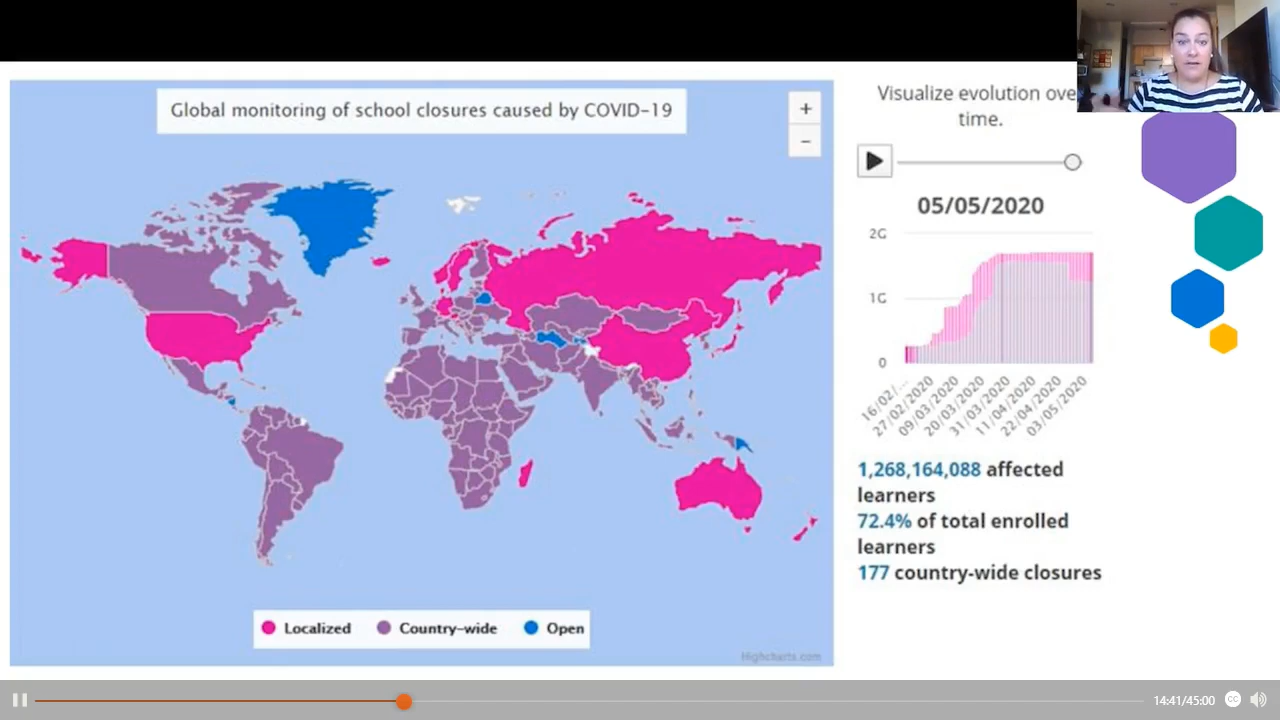 Global monitoring of school closures caused by COVID-19
+
−
Localized
Country-wide
Open
Highcharts.com
Visualize evolution ove
time.
05/05/2020
2G
1G
0
16/02/...
27/02/2020
09/03/2020
20/03/2020
31/03/2020
11/04/2020
22/04/2020
03/05/2020
1,268,164,088 affected
learners
72.4% of total enrolled
learners
177 country-wide closures
14:41/45:00
CC